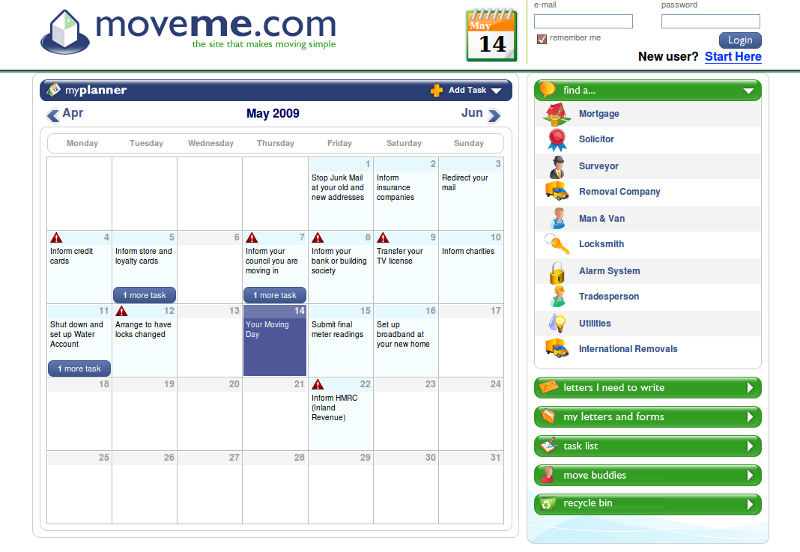 moveme.com
the site that makes moving simple
May
14
e-mail
password
remember me
Login
New user? Start Here
myplanner
Add Task
Apr
May 2009
Jun
Monday
Tuesday
Wednesday
Thursday
Friday
Saturday
Sunday
1
Stop Junk Mail
at your old and
new addresses
2
Inform
insurance
companies
3
Redirect your
mail
4
Inform credit
cards
5
Inform store and
loyalty cards
1 more task
6
7
Inform your
council you are
moving in
1 more task
8
Inform your
bank or building
society
9
Transfer your
TV license
10
Inform charities
11
Shut down and
set up Water
Account
1 more task
12
Arrange to have
locks changed
13
14
Your Moving
Day
15
Submit final
meter readings
16
Set up
broadband at
your new home
17
18
19
20
21
22
Inform HMRC
(Inland
Revenue)
23
24
25
26
27
28
29
30
31
find a...
Mortgage
Solicitor
Surveyor
Removal Company
Man & Van
Locksmith
Alarm System
Tradesperson
Utilities
International Removals
letters I need to write
my letters and forms
task list
move buddies
recycle bin